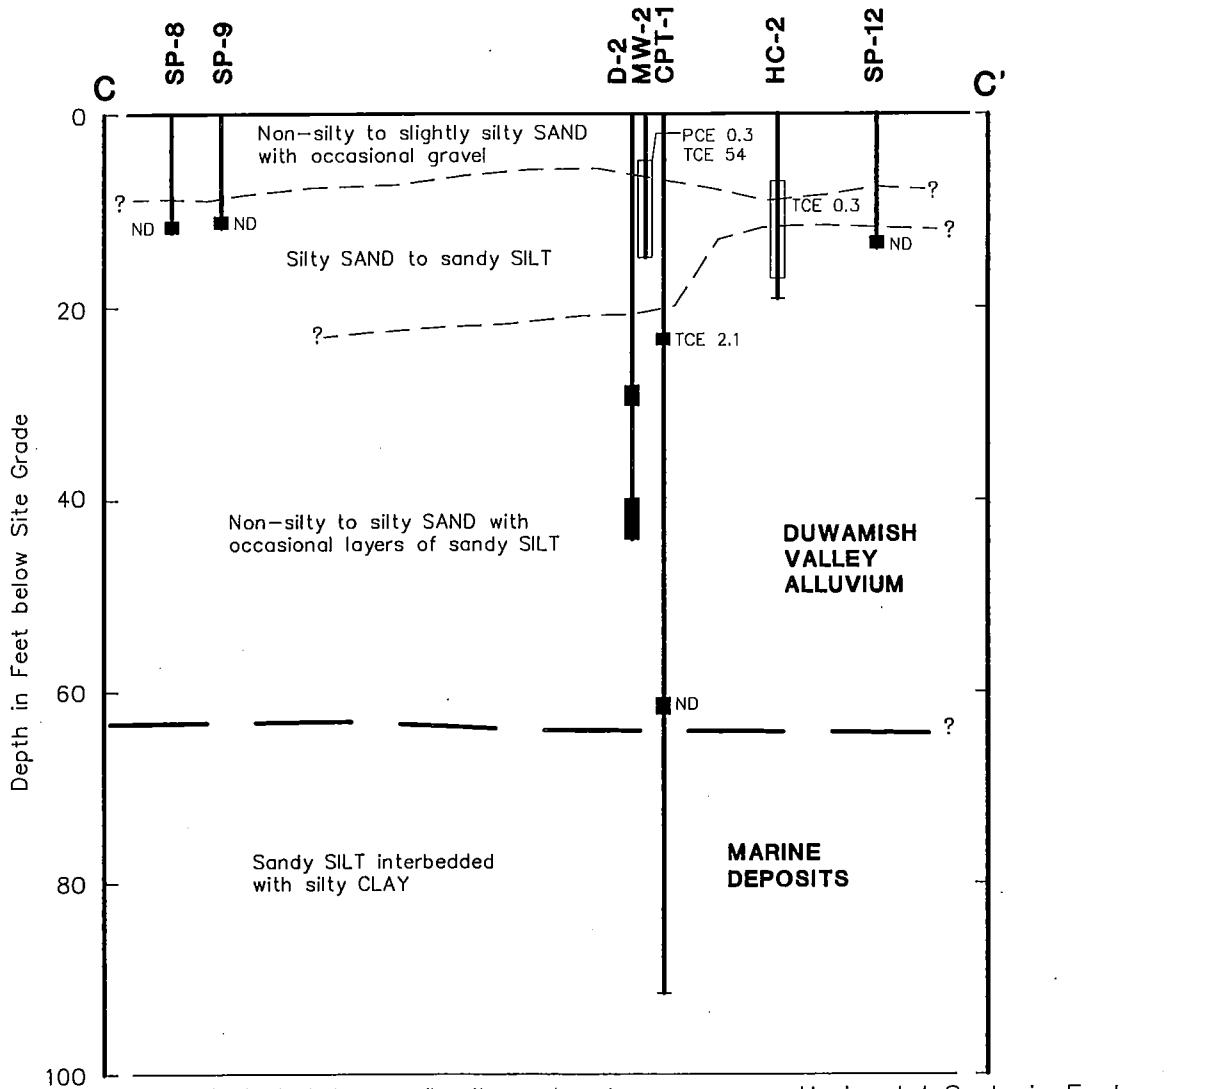 SP-8
SP-9
D-2
MW-2
CPT-1
HC-2
SP-12
C
C'
0
Non-silty to slightly silty SAND
with occasional gravel
PCE 0.3
TCE 54
?
?
TCE 0.3
ND
ND
?
ND
Silty SAND to sandy SILT
20
?
TCE 2.1
Depth in Feet below Site Grade
40
Non-silty to silty SAND with
occasional layers of sandy SILT
DUWAMISH
VALLEY
ALLUVIUM
60
ND
?
Sandy SILT interbedded
with silty CLAY
MARINE
DEPOSITS
80
100